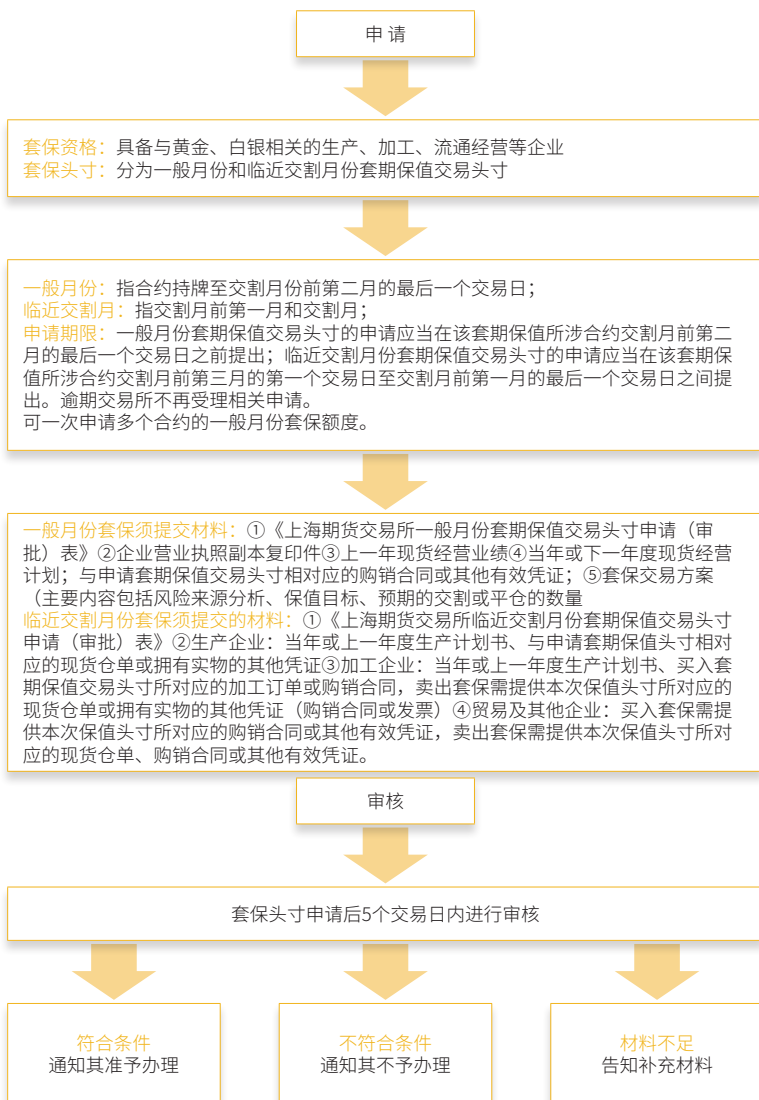 申 请
套保资格：具备与黄金、白银相关的生产、加工、流通经营等企业
套保头寸：分为一般月份和临近交割月份套期保值交易头寸
一般月份：指合约持牌至交割月份前第二月的最后一个交易日；
临近交割月：指交割月前第一月和交割月；
申请期限：一般月份套期保值交易头寸的申请应当在该套期保值所涉合约交割月前第二
月的最后一个交易日之前提出；临近交割月份套期保值交易头寸的申请应当在该套期保
值所涉合约交割月前第三月的第一个交易日至交割月前第一月的最后一个交易日之间提
出。逾期交易所不再受理相关申请。
可一次申请多个合约的一般月份套保额度。
一般月份套保须提交材料：①《上海期货交易所一般月份套期保值交易头寸申请（审
批）表》②企业营业执照副本复印件③上一年现货经营业绩④当年或下一年度现货经营
计划；与申请套期保值交易头寸相对应的购销合同或其他有效凭证；⑤套保交易方案
（主要内容包括风险来源分析、保值目标、预期的交割或平仓的数量
临近交割月份套保须提交的材料：①《上海期货交易所临近交割月份套期保值交易头寸
申请（审批）表》②生产企业：当年或上一年度生产计划书、与申请套期保值头寸相对
应的现货仓单或拥有实物的其他凭证③加工企业：当年或上一年度生产计划书、买入套
期保值交易头寸所对应的加工订单或购销合同，卖出套保需提供本次保值头寸所对应的
现货仓单或拥有实物的其他凭证（购销合同或发票）④贸易及其他企业：买入套保需提
供本次保值头寸所对应的购销合同或其他有效凭证，卖出套保需提供本次保值头寸所对
应的现货仓单、购销合同或其他有效凭证。
审核
套保头寸申请后5个交易日内进行审核
符合条件
通知其准予办理
不符合条件
通知其不予办理
材料不足
告知补充材料